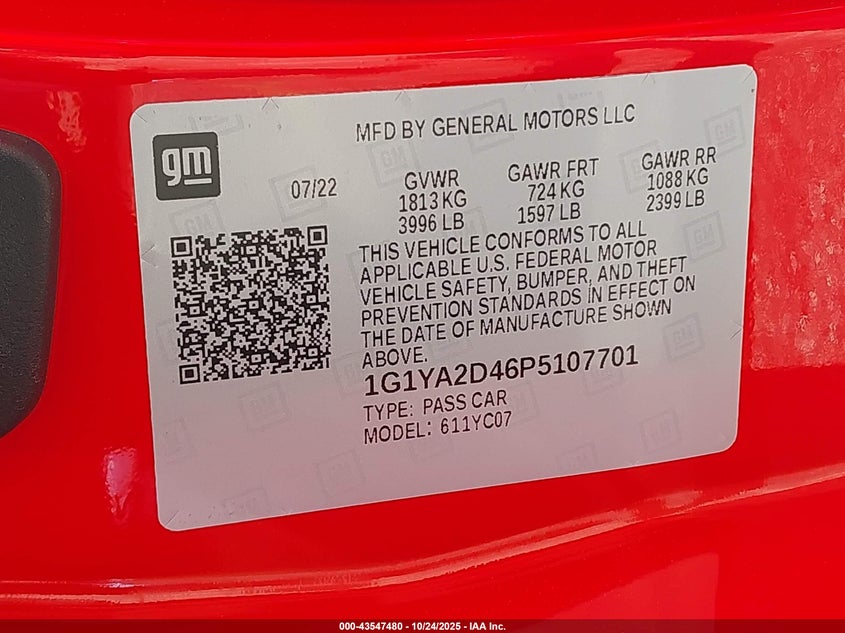 MFD BY GENERAL MOTORS LLC
gm
07/22
GVWR
1813 KG
3996 LB
GAWR FRT
724 KG
1597 LB
GAWR RR
1088 KG
2399 LB
THIS VEHICLE CONFORMS TO ALL
APPLICABLE U.S. FEDERAL MOTOR
VEHICLE SAFETY, BUMPER, AND THEFT
PREVENTION STANDARDS IN EFFECT ON
THE DATE OF MANUFACTURE SHOWN
ABOVE.
1G1YA2D46P5107701
TYPE: PASS CAR
MODEL: 611YC07
000-43547480 - 10/24/2025 - IAA Inc.